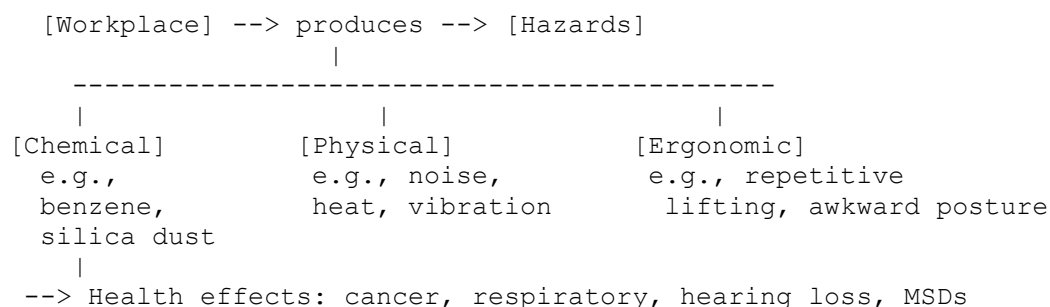 [Workplace] --> produces --> [Hazards]
|
--------------------------------------------
| | |
[Chemical] [Physical] [Ergonomic]
e.g., e.g., noise, e.g., repetitive
benzene, heat, vibration lifting, awkward posture
silica dust
|
--> Health effects: cancer, respiratory, hearing loss, MSDs